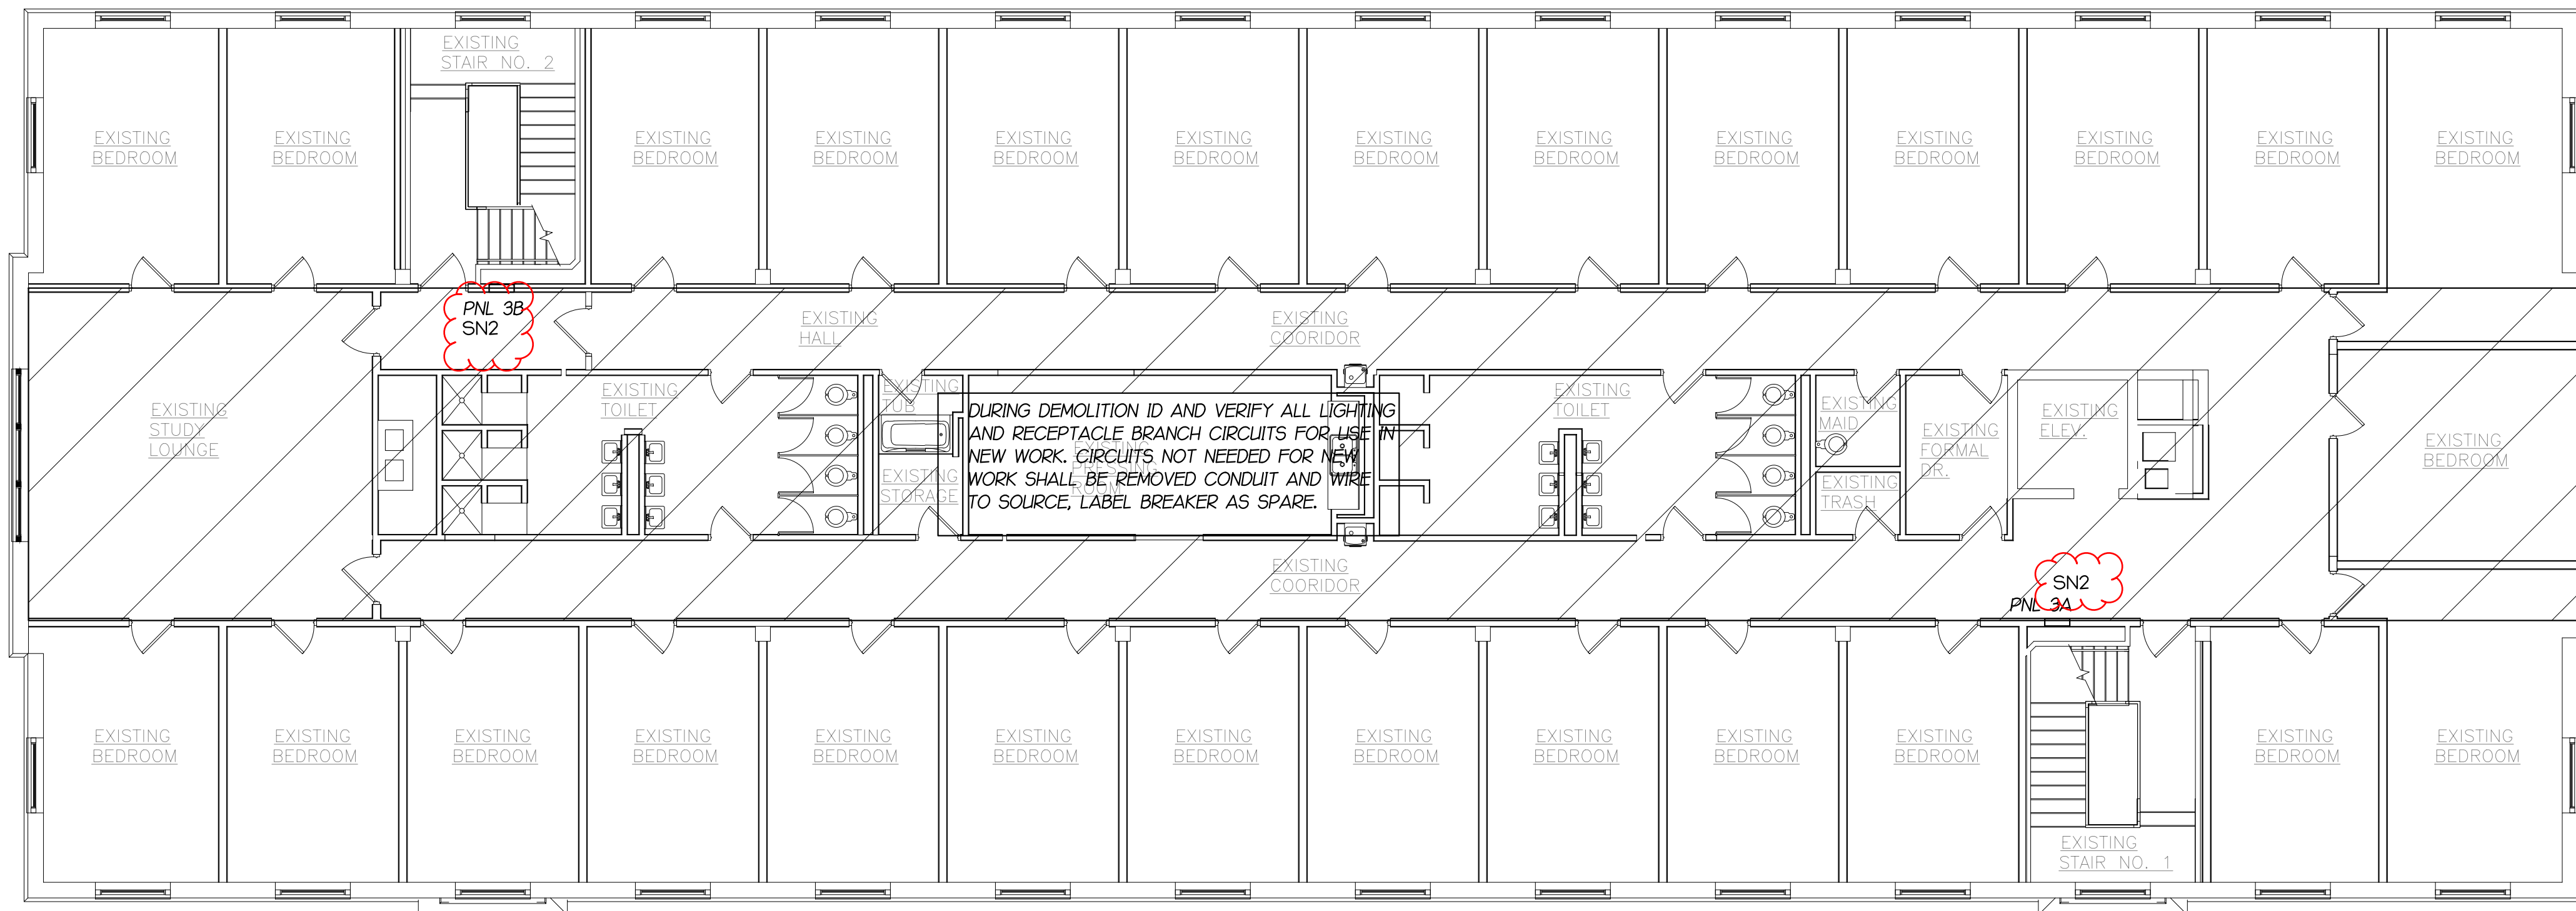 EXISTING
STAIR NO. 2
EXISTING
BEDROOM
EXISTING
BEDROOM
EXISTING
BEDROOM
EXISTING
BEDROOM
EXISTING
BEDROOM
EXISTING
BEDROOM
EXISTING
BEDROOM
EXISTING
BEDROOM
EXISTING
BEDROOM
EXISTING
BEDROOM
EXISTING
BEDROOM
EXISTING
BEDROOM
EXISTING
BEDROOM
PNL 3B
SN2
EXISTING
HALL
EXISTING
COORIDOR
EXISTING
STUDY
LOUNGE
EXISTING
TOILET
EXISTING
TUB
EXISTING
STORAGE
DURING DEMOLITION ID AND VERIFY ALL LIGHTING
AND RECEPTACLE BRANCH CIRCUITS FOR USE IN
NEW WORK. CIRCUITS NOT NEEDED FOR NEW
WORK SHALL BE REMOVED CONDUIT AND WIRE
TO SOURCE, LABEL BREAKER AS SPARE.
EXISTING
PRESSING
ROOM
EXISTING
TOILET
EXISTING
MAID
EXISTING
TRASH
EXISTING
FORMAL
DR.
EXISTING
ELEV.
EXISTING
BEDROOM
EXISTING
COORIDOR
SN2
PNL 3A
EXISTING
BEDROOM
EXISTING
BEDROOM
EXISTING
BEDROOM
EXISTING
BEDROOM
EXISTING
BEDROOM
EXISTING
BEDROOM
EXISTING
BEDROOM
EXISTING
BEDROOM
EXISTING
BEDROOM
EXISTING
BEDROOM
EXISTING
BEDROOM
EXISTING
BEDROOM
EXISTING
BEDROOM
EXISTING
STAIR NO. 1